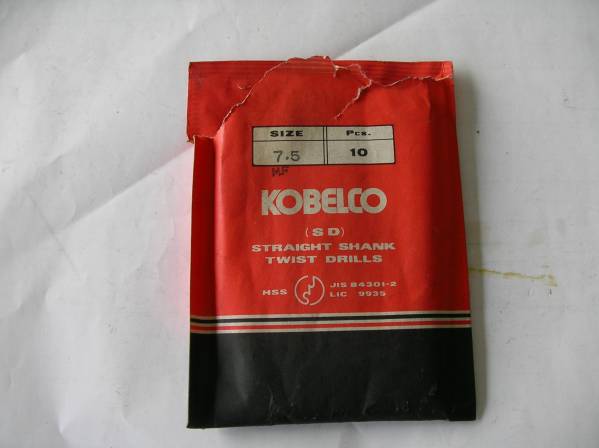 SIZE Pcs.
7.5 10
MF
KOBELCO
(SD)
STRAIGHT SHANK
TWIST DRILLS
HSS JIS B4301-2
LIC 9935